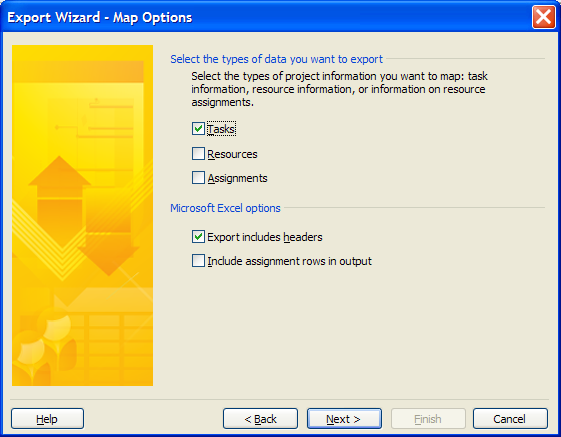 Export Wizard - Map Options
Select the types of data you want to export
Select the types of project information you want to map: task
information, resource information, or information on resource
assignments.
Tasks
Resources
Assignments
Microsoft Excel options
Export includes headers
Include assignment rows in output
Help
< Back
Next >
Finish
Cancel